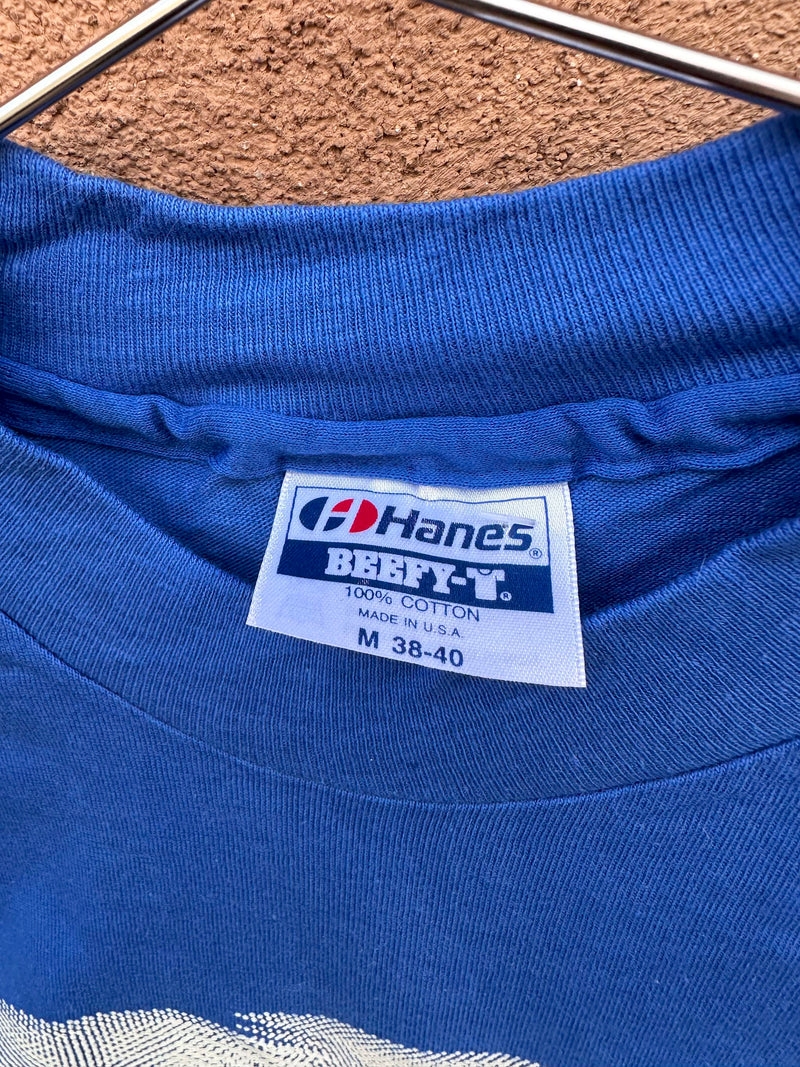 Hanes®
BEEFY-T®
100% COTTON
MADE IN U.S.A.
M 38-40